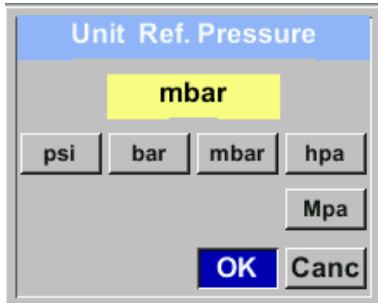 Unit Ref. Pressure
mbar
psi bar mbar hpa
Mpa
OK Canc